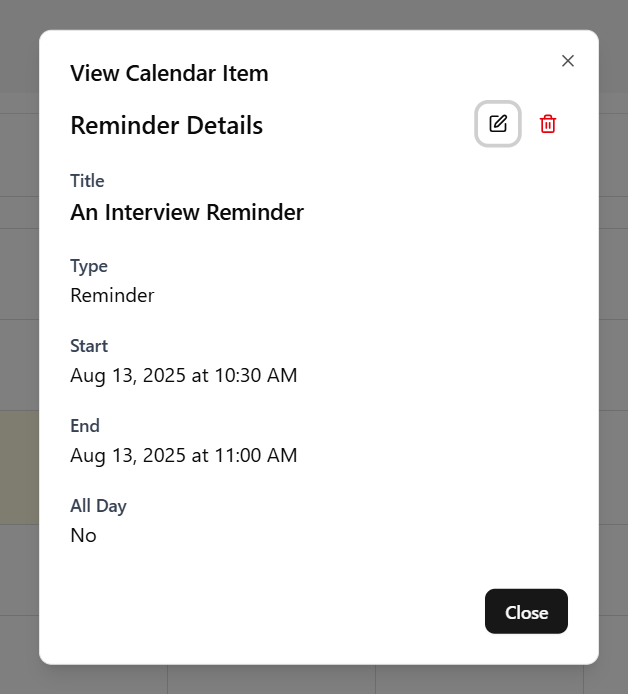 View Calendar Item
Reminder Details
Title
An Interview Reminder
Type
Reminder
Start
Aug 13, 2025 at 10:30 AM
End
Aug 13, 2025 at 11:00 AM
All Day
No
Close